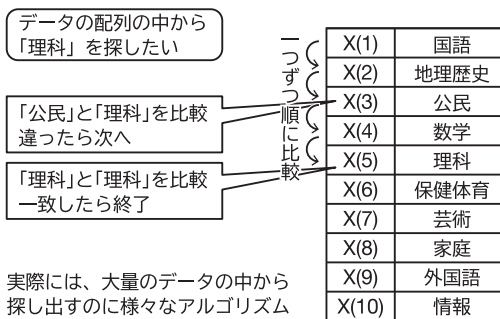 データの配列の中から
「理科」を探したい
「公民」と「理科」を比較
違ったら次へ
「理科」と「理科」を比較
一致したら終了
一つずつ順に比較
X(1) 国語
X(2) 地理歴史
X(3) 公民
X(4) 数学
X(5) 理科
X(6) 保健体育
X(7) 芸術
X(8) 家庭
X(9) 外国語
X(10) 情報
実際には、大量のデータの中から
探し出すのに様々なアルゴリズム